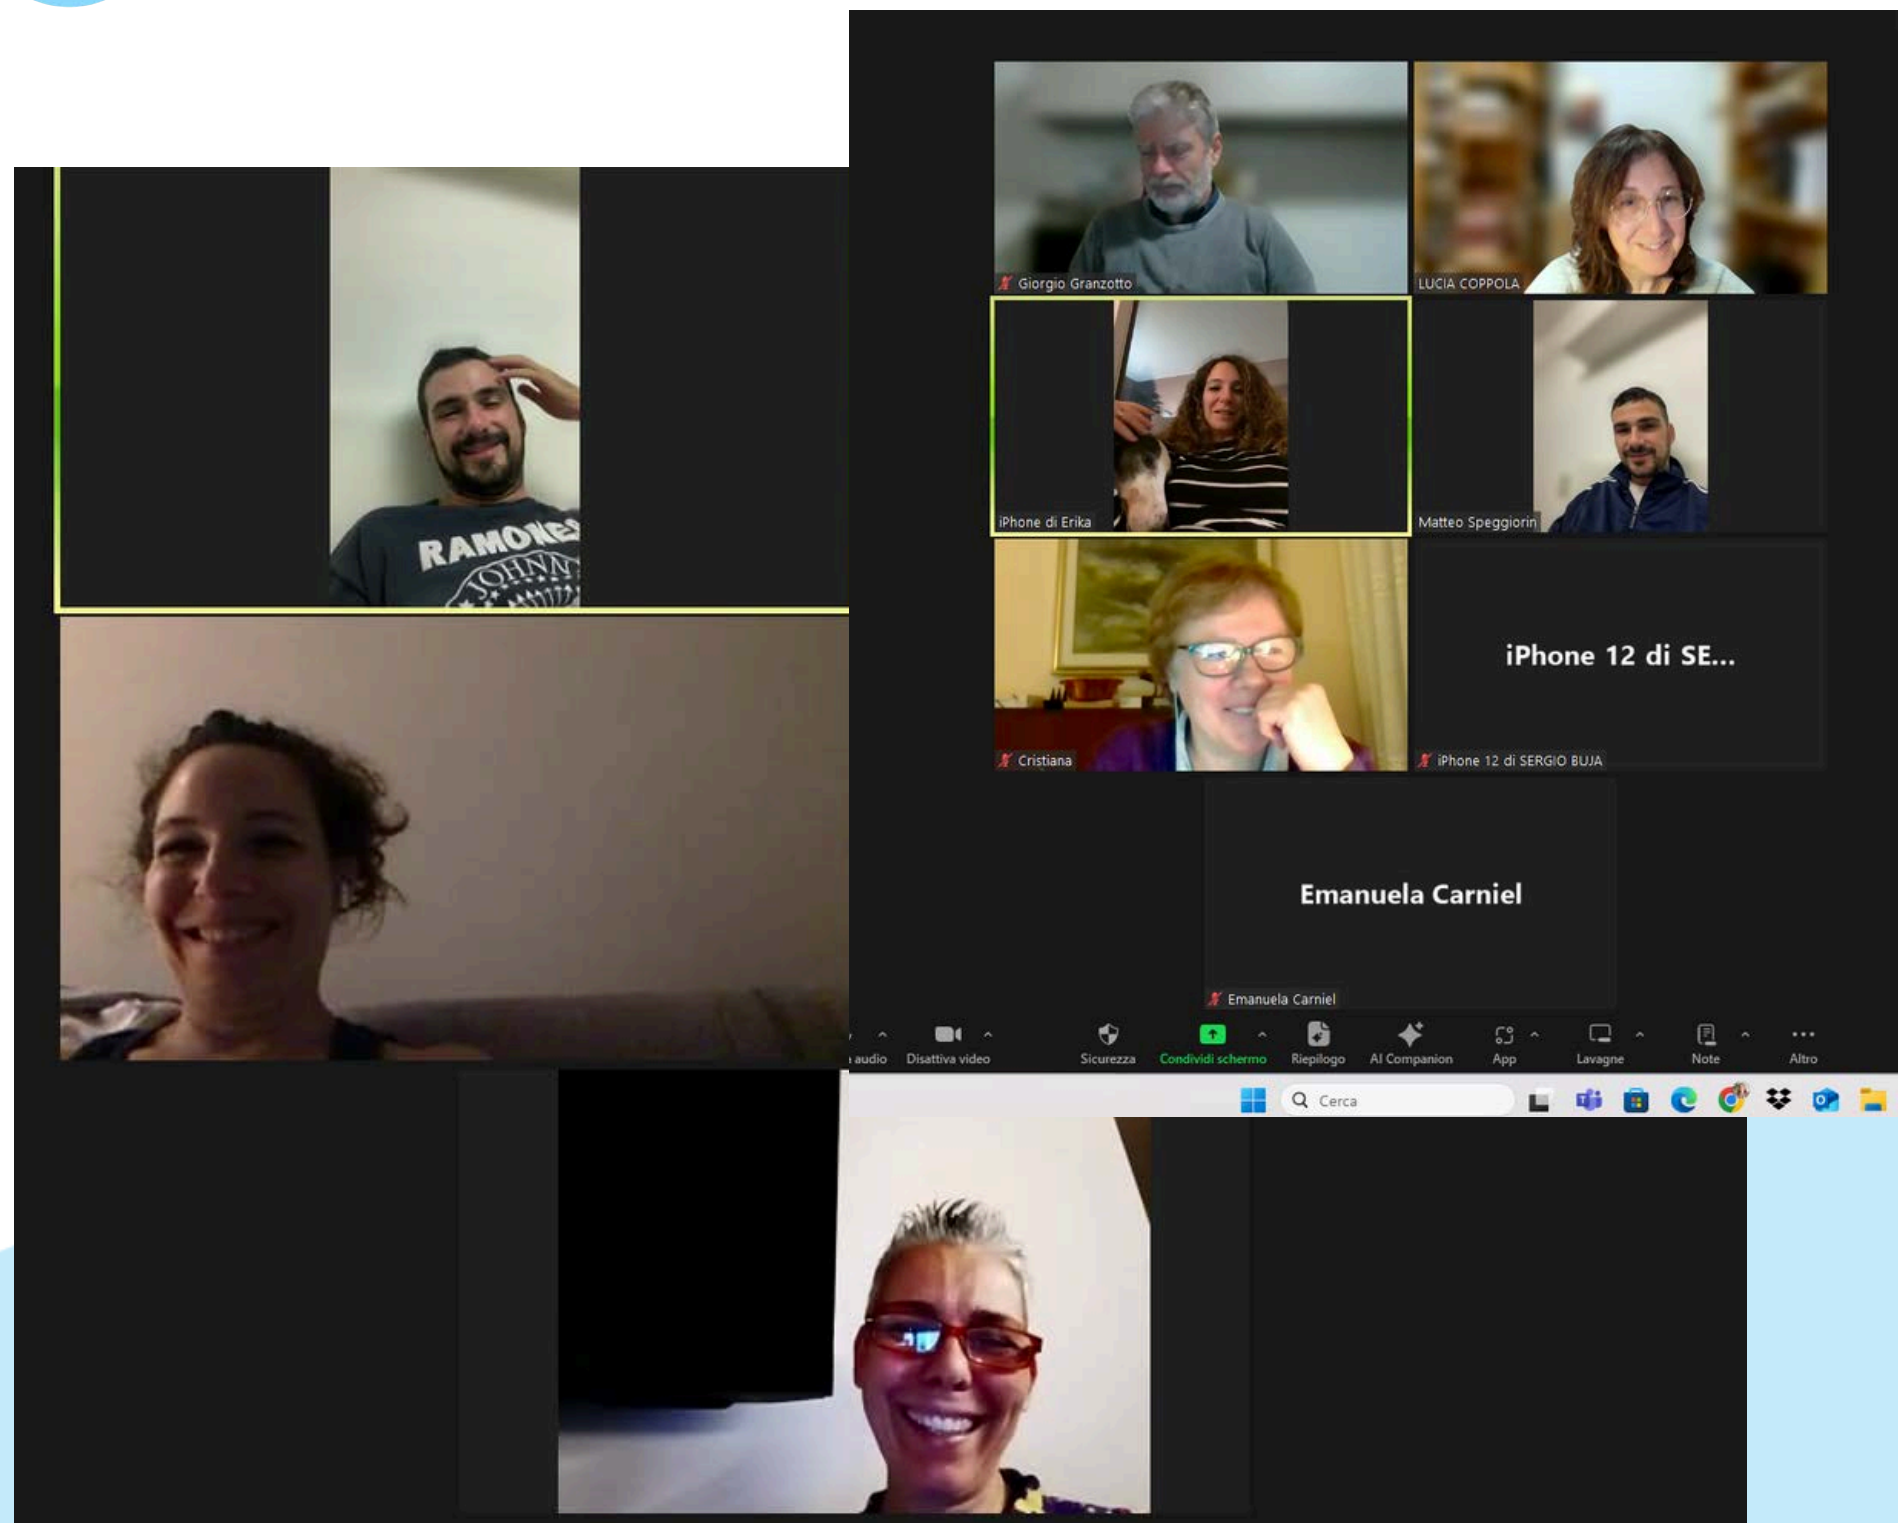 RAMONES
JOHNN
Giorgio Granzotto
LUCIA COPPOLA
iPhone di Erika
Matteo Speggiorin
iPhone 12 di SE...
Cristiana
iPhone 12 di SERGIO BUJA
Emanuela Carniel
Emanuela Carniel
audio Disattiva video Sicurezza Condividi schermo Riepilogo AI Companion App Lavagne Note Altro
Cerca